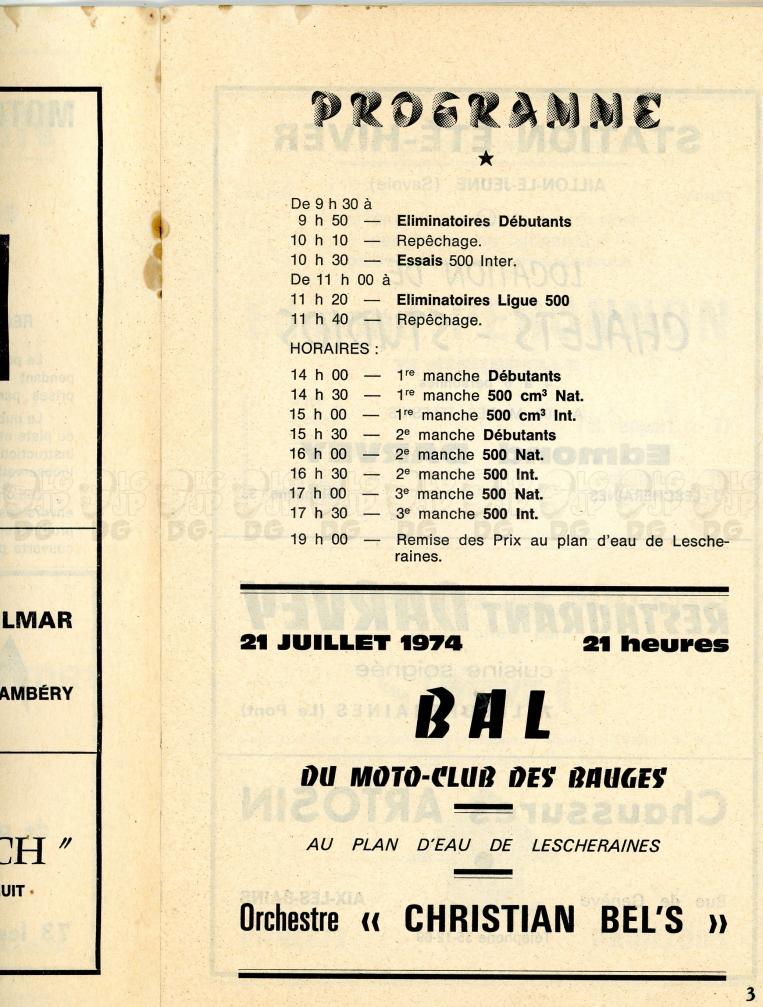 PROGRAMME
★
De 9 h 30 à
9 h 50 — Eliminatoires Débutants
10 h 10 — Repêchage.
10 h 30 — Essais 500 Inter.
De 11 h 00 à
11 h 20 — Eliminatoires Ligue 500
11 h 40 — Repêchage.
HORAIRES :
14 h 00 — 1re manche Débutants
14 h 30 — 1re manche 500 cm³ Nat.
15 h 00 — 1re manche 500 cm³ Int.
15 h 30 — 2e manche Débutants
16 h 00 — 2e manche 500 Nat.
16 h 30 — 2e manche 500 Int.
17 h 00 — 3e manche 500 Nat.
17 h 30 — 3e manche 500 Int.
19 h 00 — Remise des Prix au plan d'eau de Lesche-
raines.
21 JUILLET 1974 21 heures
BAL
DU MOTO-CLUB DES BAUGES
AU PLAN D'EAU DE LESCHERAINES
Orchestre « CHRISTIAN BEL'S »
3
LMAR
AMBÉRY
CH "
UIT